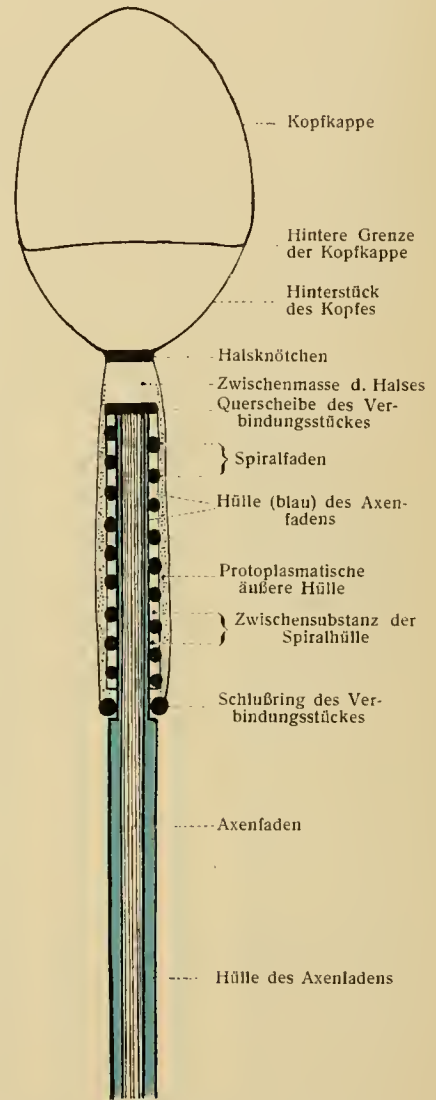 Kopfkappe
Hintere Grenze
der Kopfkappe
Hinterstück
des Kopfes
Halsknötchen
Zwischenmasse d. Halses
Querscheibe des Ver-
bindungsstückes
Spiralfaden
Hülle (blau) des Axen-
fadens
Protoplasmatische
äußere Hülle
Zwischensubstanz der
Spiralhülle
Schlußring des Ver-
bindungsstückes
Axenfaden
Hülle des Axenfadens